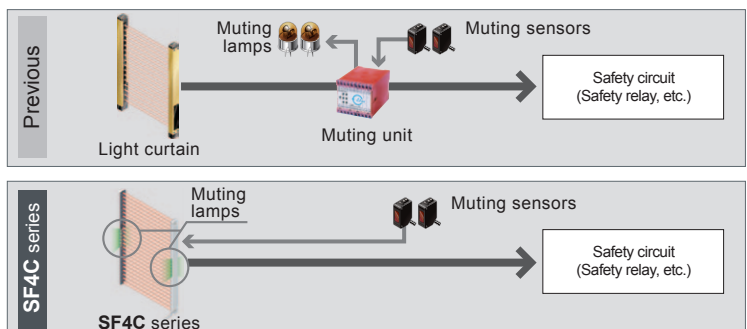 Previous
Muting
lamps
Muting sensors
Light curtain
Muting unit
Safety circuit
(Safety relay, etc.)
SF4C series
Muting
lamps
Muting sensors
Safety circuit
(Safety relay, etc.)
SF4C series